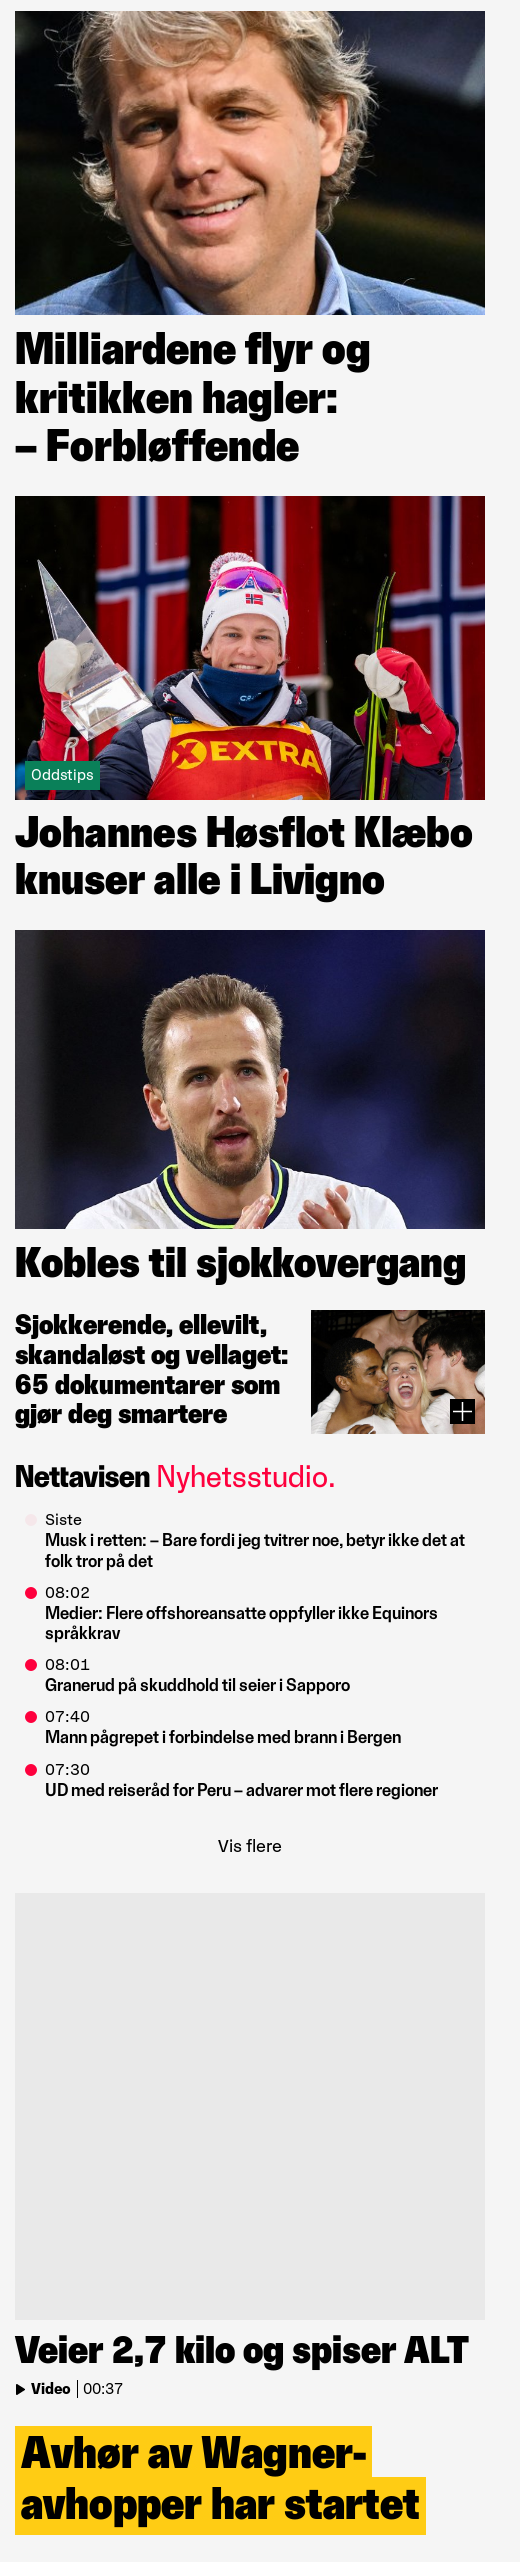 Milliardene flyr og
kritikken hagler:
– Forbløffende
EXTRA
Oddstips
Johannes Høsflot Klæbo
knuser alle i Livigno
Kobles til sjokkovergang
Sjokkerende, ellevilt,
skandaløst og vellaget:
65 dokumentarer som
gjør deg smartere
Nettavisen Nyhetsstudio.
Siste
Musk i retten: – Bare fordi jeg tvitrer noe, betyr ikke det at
folk tror på det
08:02
Medier: Flere offshoreansatte oppfyller ikke Equinors
språkkrav
08:01
Granerud på skuddhold til seier i Sapporo
07:40
Mann pågrepet i forbindelse med brann i Bergen
07:30
UD med reiseråd for Peru – advarer mot flere regioner
Vis flere
Veier 2,7 kilo og spiser ALT
Video 00:37
Avhør av Wagner-
avhopper har startet